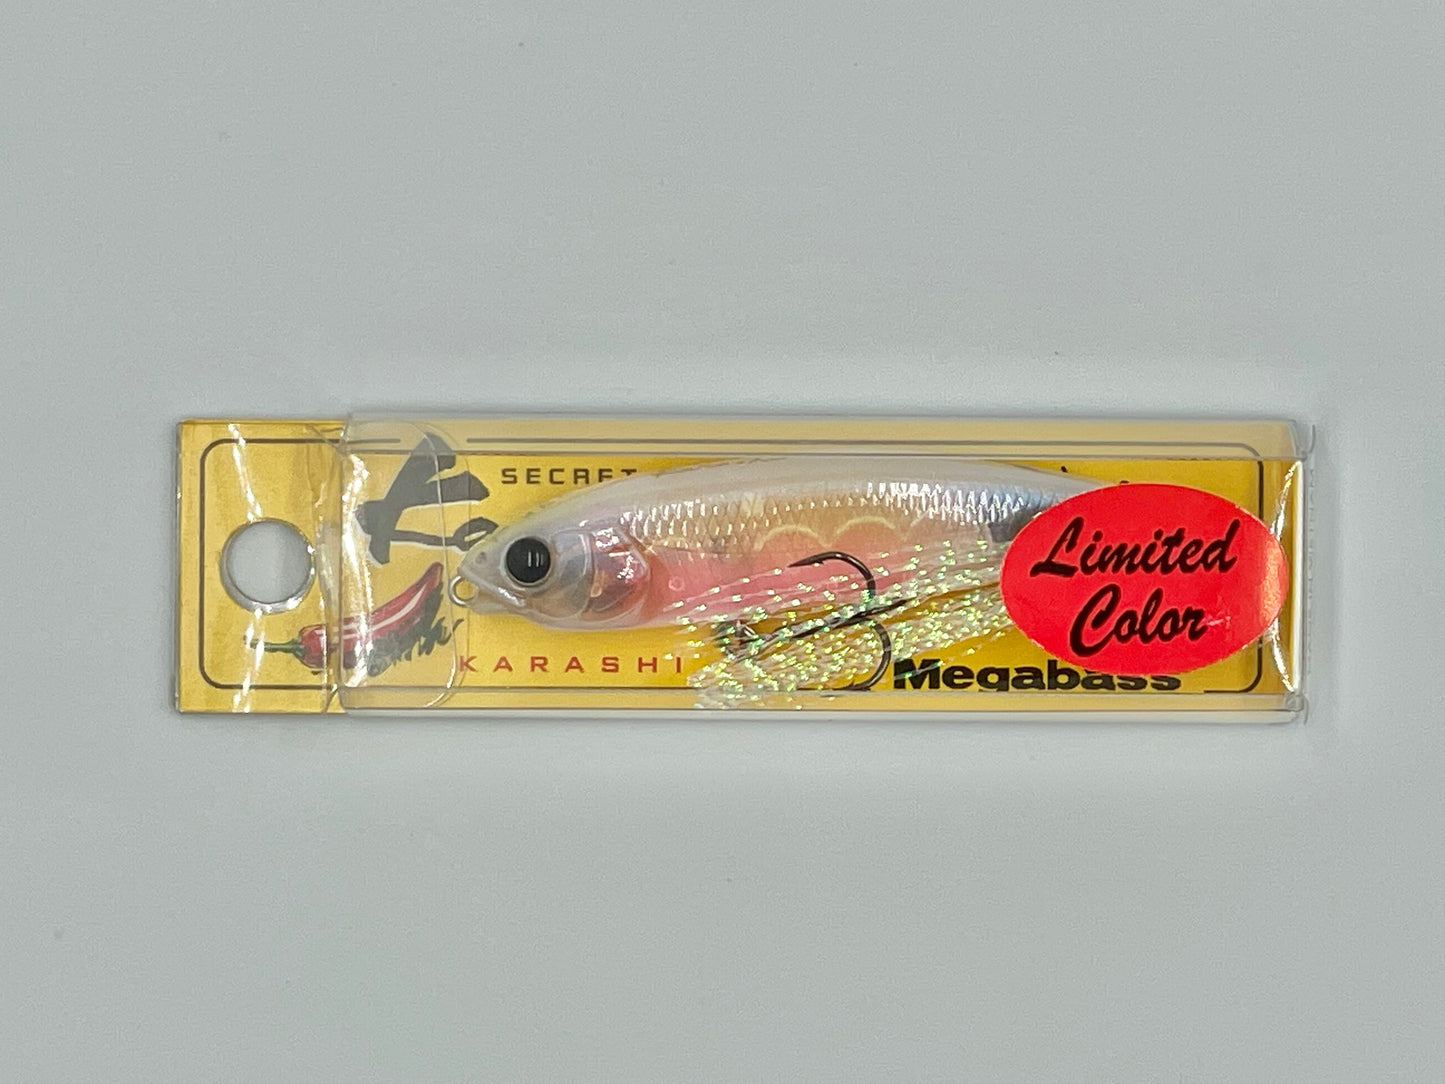 SECRET
KARASHI
Megabass
Limited
Color